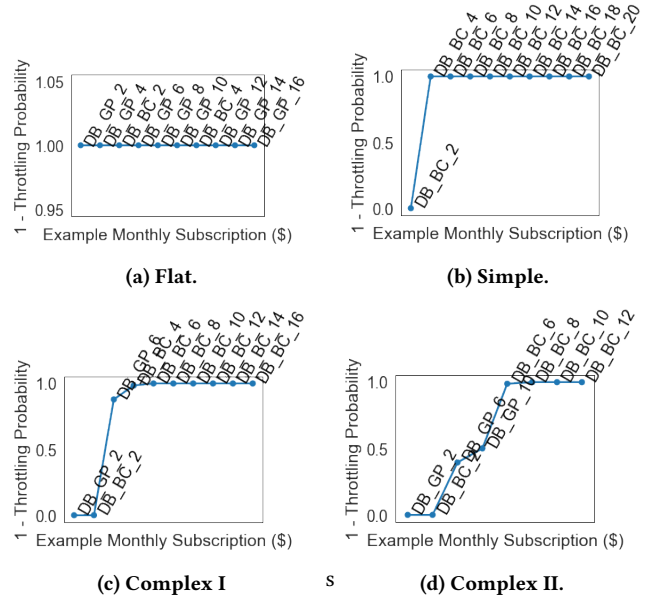 1.05
1.00
0.95
1 - Throttling Probability
DB_GP_2
DB_GP_4
DB_BC_2
DB_GP_6
DB_GP_8
DB_GP_10
DB_BC_4
DB_GP_12
DB_GP_14
DB_GP_16
Example Monthly Subscription ($)
(a) Flat.
1.0
0.5
0.0
1 - Throttling Probability
DB_BC_2
DB_BC_4
DB_BC_6
DB_BC_8
DB_BC_10
DB_BC_12
DB_BC_14
DB_BC_16
DB_BC_18
DB_BC_20
Example Monthly Subscription ($)
(b) Simple.
1.0
0.5
0.0
1 - Throttling Probability
DB_GP_2
DB_BC_2
DB_GP_6
DB_BC_4
DB_BC_6
DB_BC_8
DB_BC_10
DB_BC_12
DB_BC_14
DB_BC_16
Example Monthly Subscription ($)
(c) Complex I
s
1.0
0.5
0.0
1 - Throttling Probability
DB_GP_2
DB_BC_2
DB_GP_6
DB_GP_10
DB_BC_6
DB_BC_8
DB_BC_10
DB_BC_12
Example Monthly Subscription ($)
(d) Complex II.